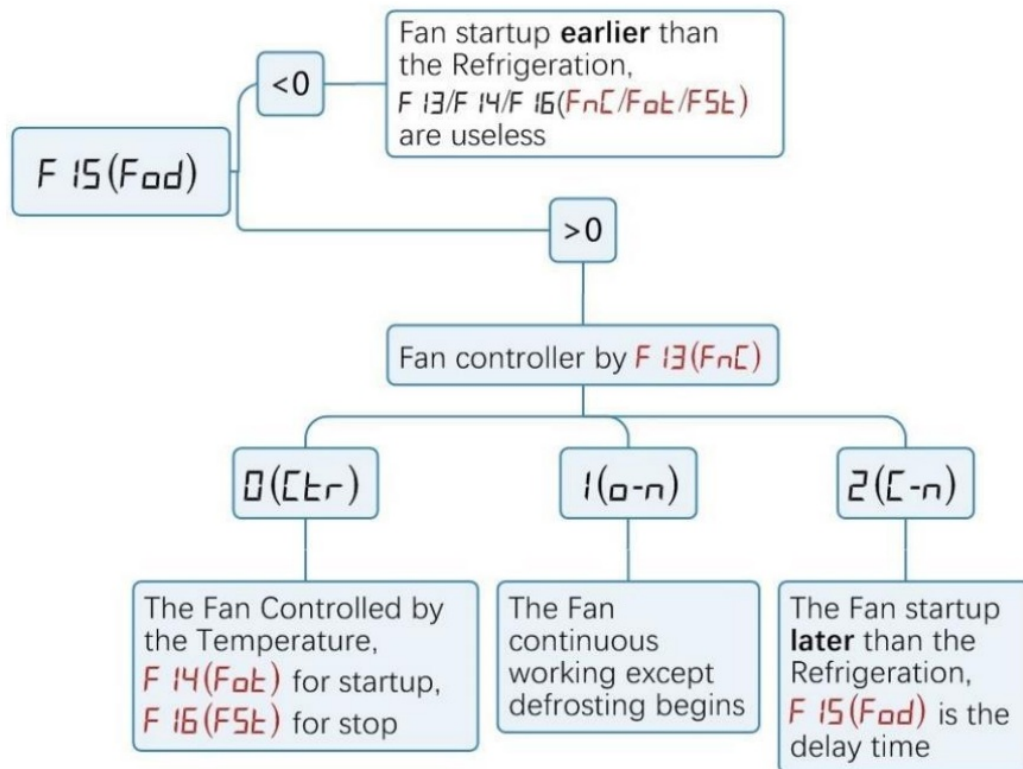 Fan startup earlier than
the Refrigeration,
F13/F14/F16(FnC/Fot/FSt)
are useless
<0
F15(Fod)
>0
Fan controller by F13(FnC)
0(Ctr)
1(o-n)
2(C-n)
The Fan Controlled by
the Temperature,
F14(Fot) for startup,
F16(FSt) for stop
The Fan
continuous
working except
defrosting begins
The Fan startup
later than the
Refrigeration,
F15(Fod) is the
delay time